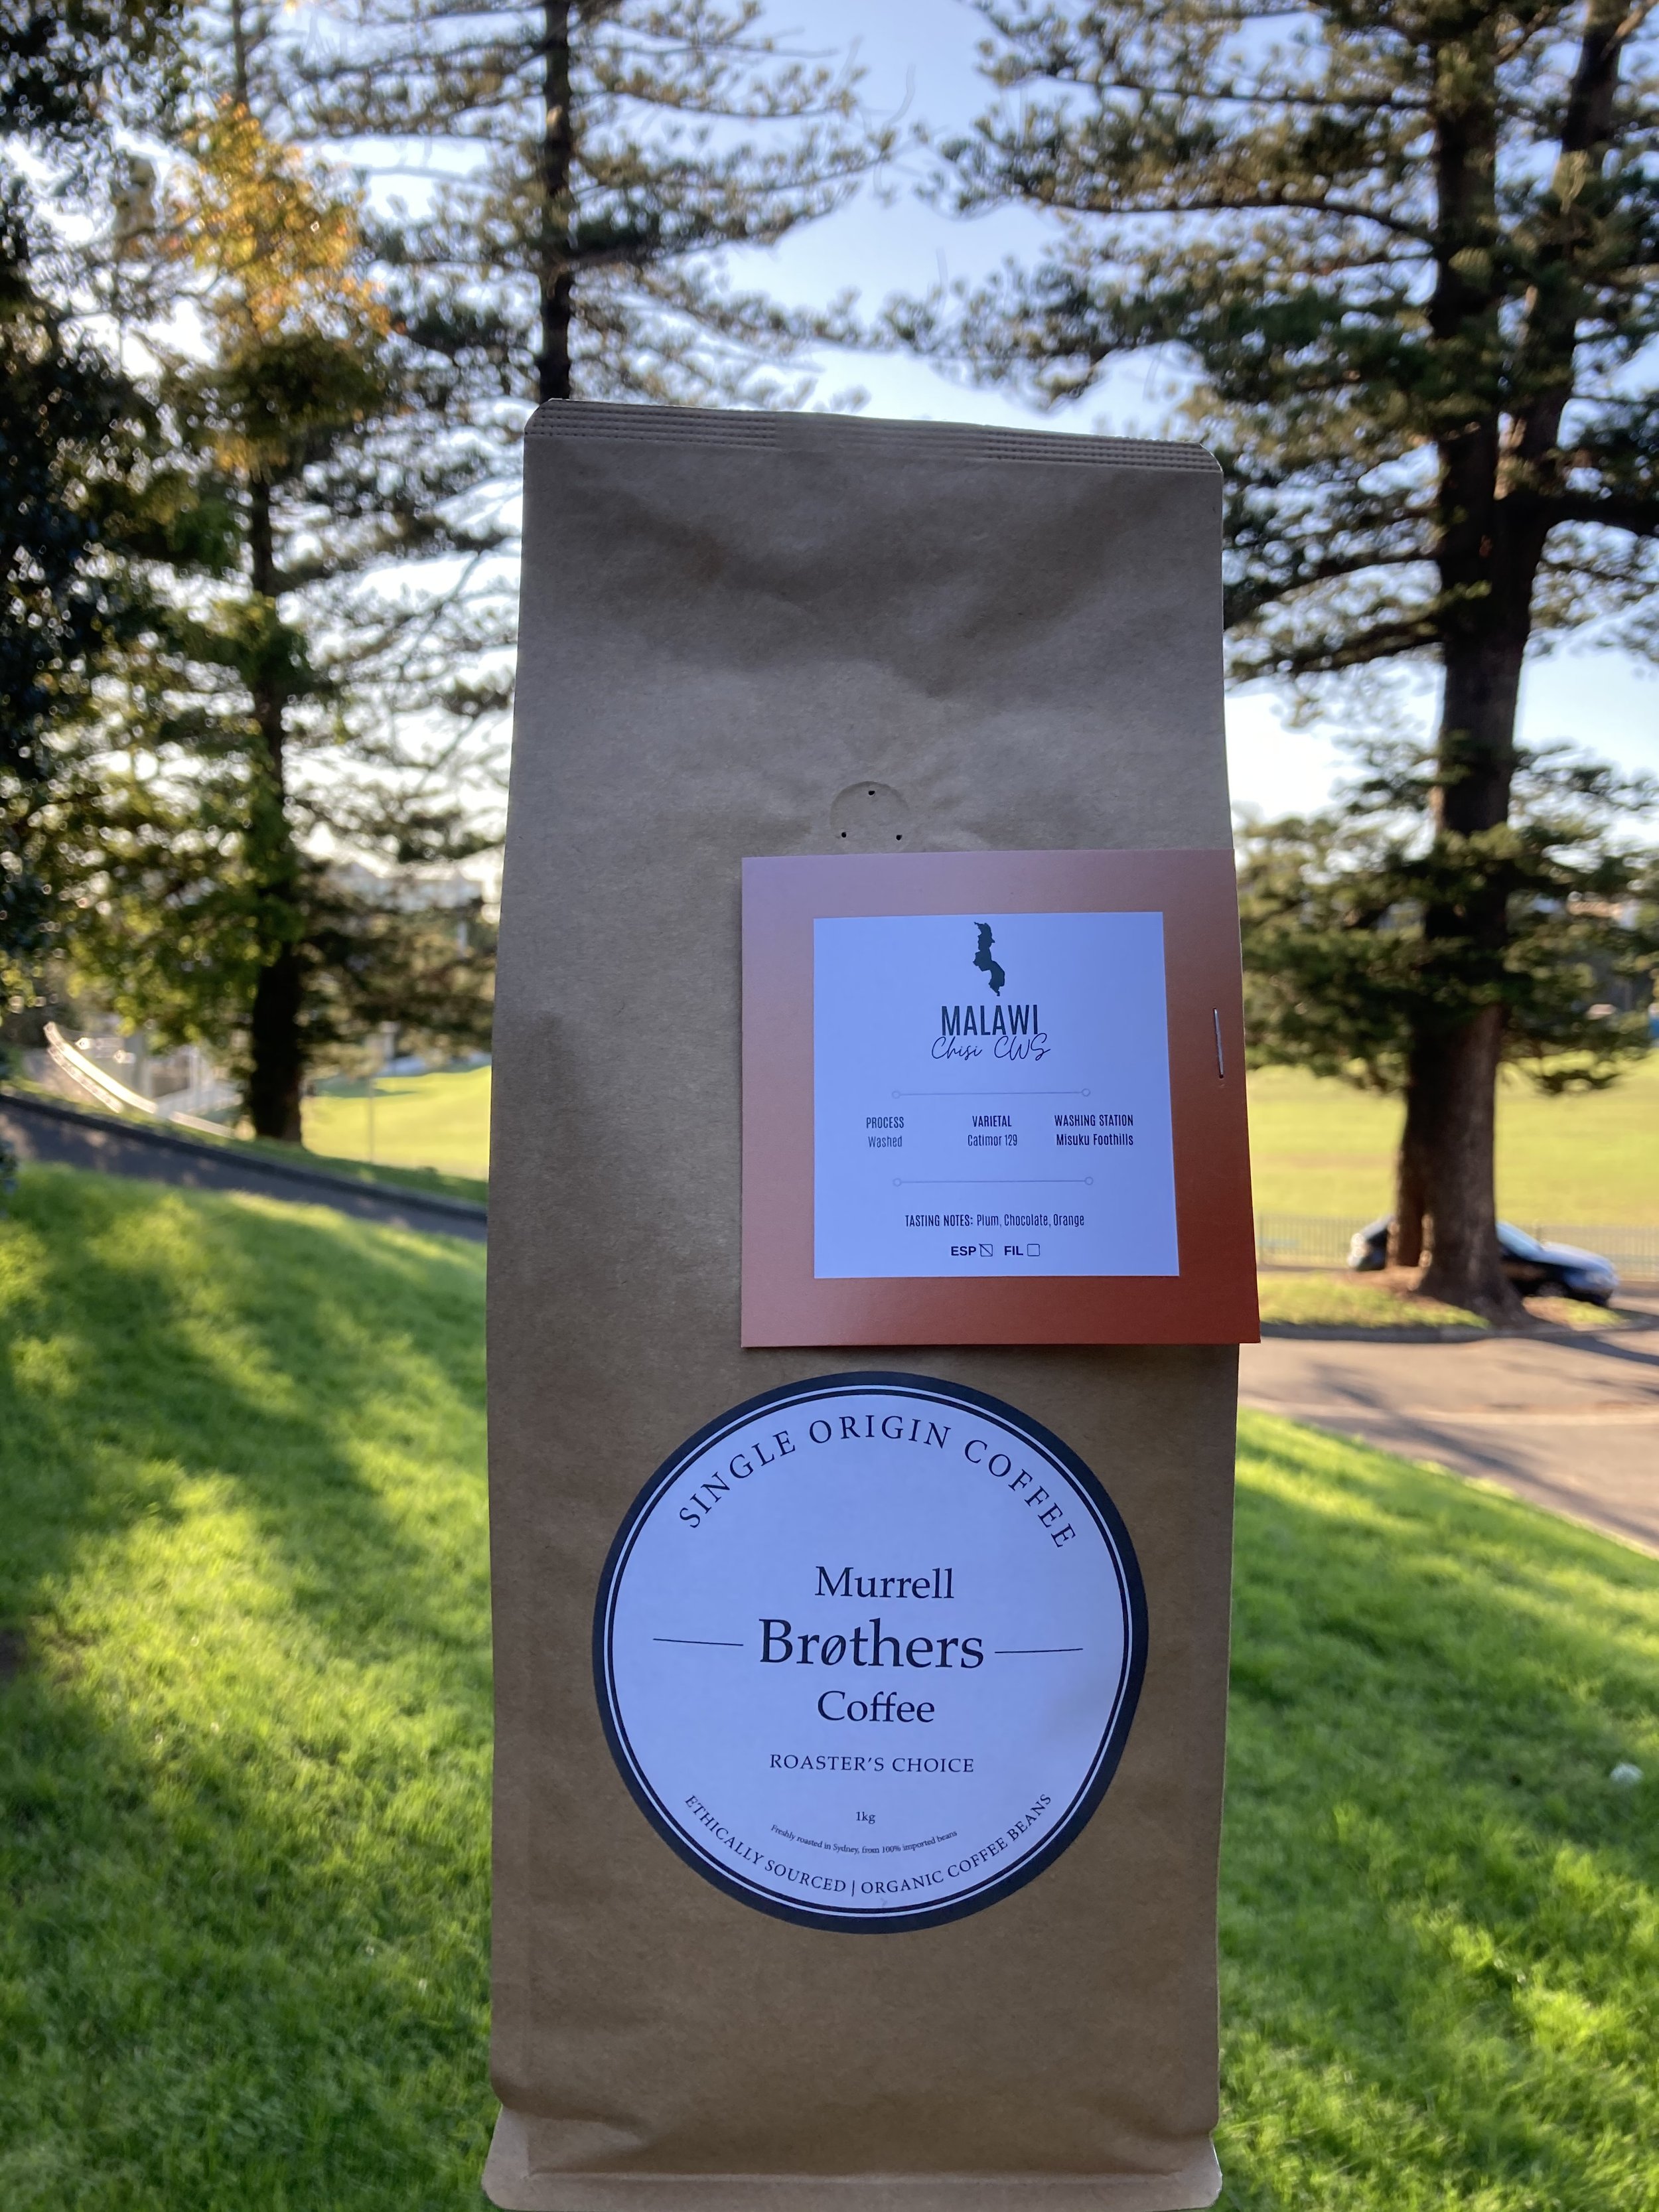 MALAWI
Chisi CWS
PROCESS VARIETAL WASHING STATION
Washed Catimor 129 Misuku Foothills
TASTING NOTES: Plum, Chocolate, Orange
ESP FIL
SINGLE ORIGIN COFFEE
Murrell
Brøthers
Coffee
ROASTER'S CHOICE
1kg
Freshly roasted in Sydney, from 100% imported beans
ETHICALLY SOURCED | ORGANIC COFFEE BEANS